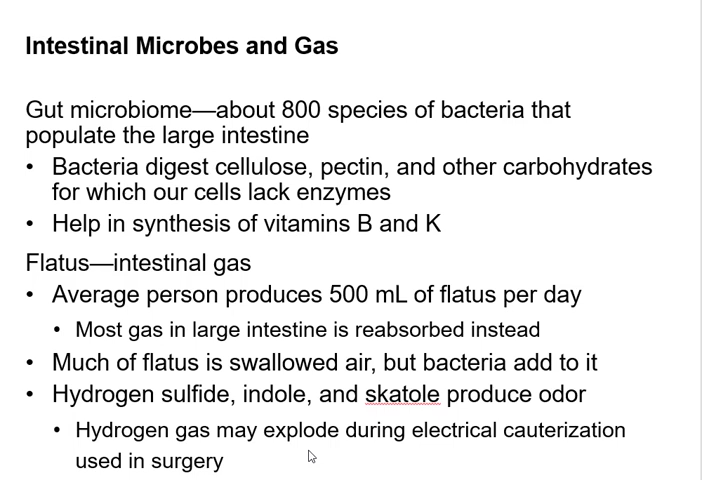 Intestinal Microbes and Gas
Gut microbiome—about 800 species of bacteria that
populate the large intestine
• Bacteria digest cellulose, pectin, and other carbohydrates
for which our cells lack enzymes
• Help in synthesis of vitamins B and K
Flatus—intestinal gas
• Average person produces 500 mL of flatus per day
• Most gas in large intestine is reabsorbed instead
• Much of flatus is swallowed air, but bacteria add to it
• Hydrogen sulfide, indole, and skatole produce odor
• Hydrogen gas may explode during electrical cauterization
used in surgery